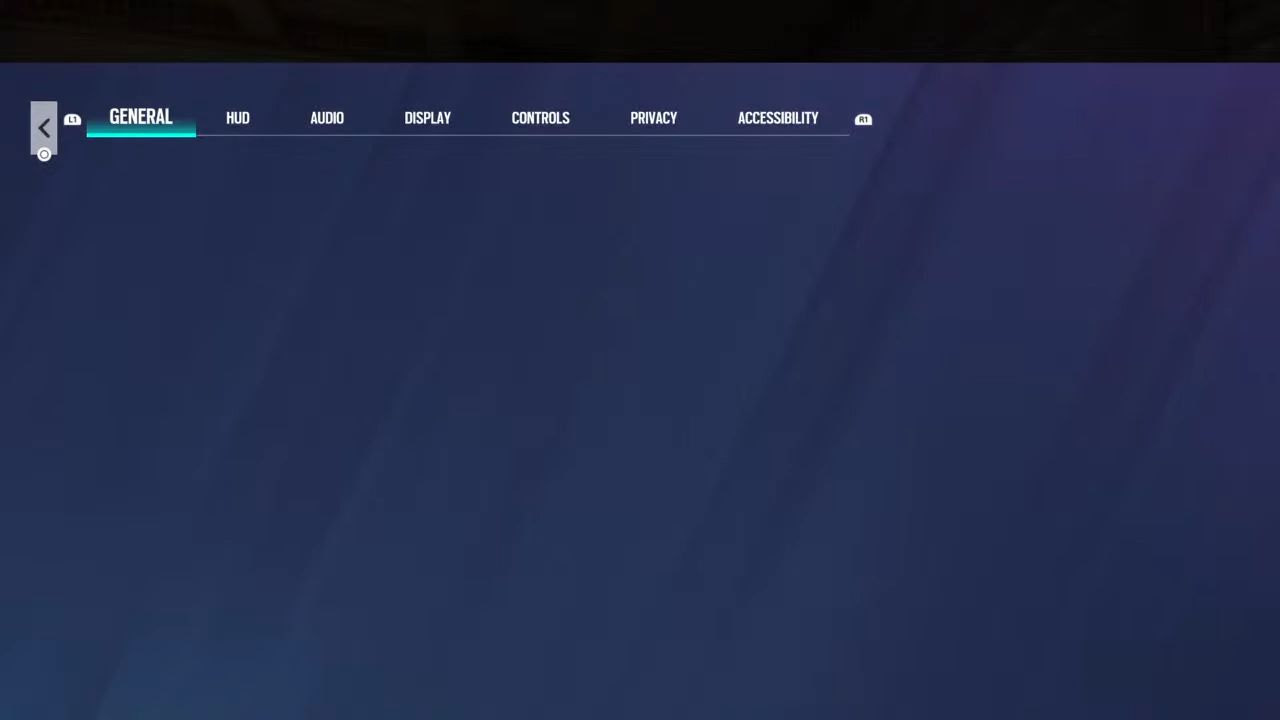 L1 GENERAL HUD AUDIO DISPLAY CONTROLS PRIVACY ACCESSIBILITY R1